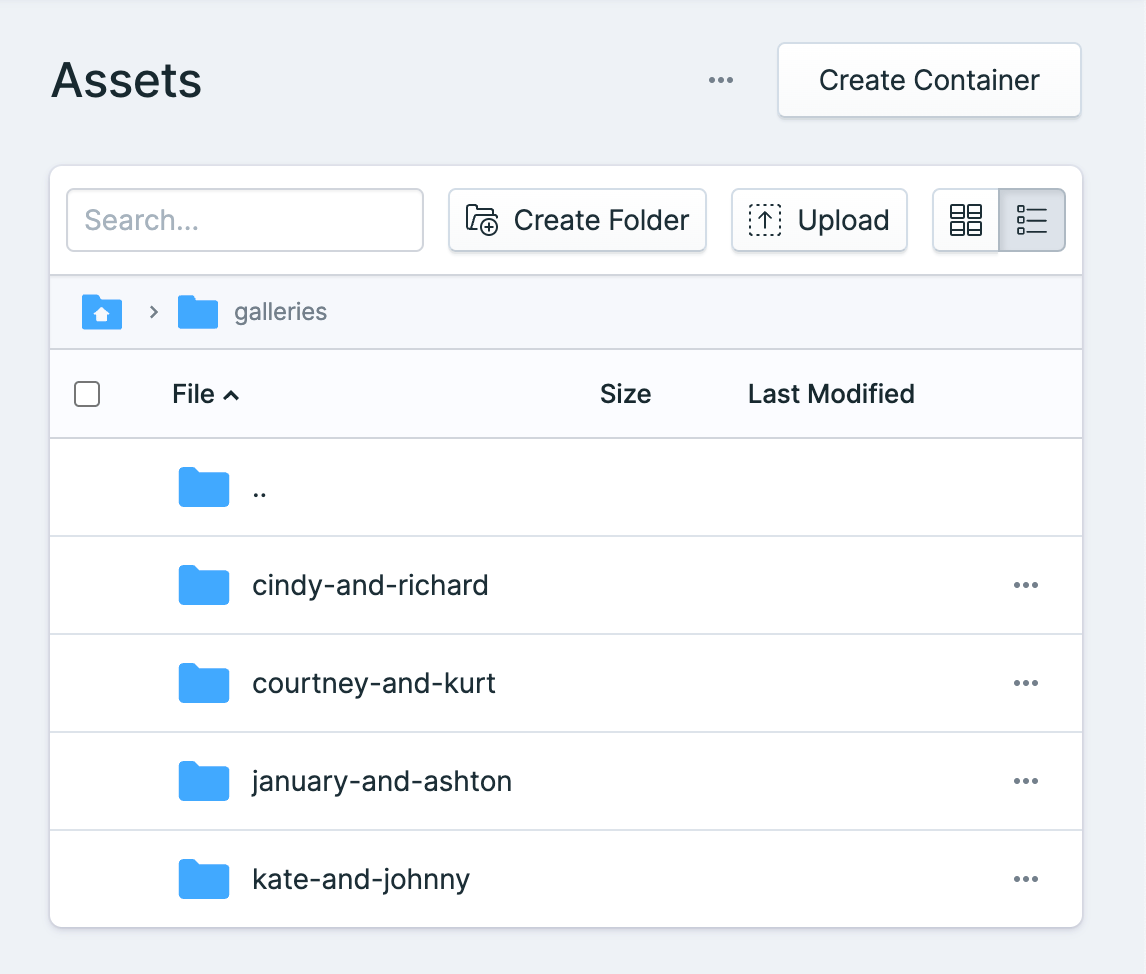 Assets
Create Container
Search...
Create Folder
Upload
galleries
File
Size
Last Modified
..
cindy-and-richard
courtney-and-kurt
january-and-ashton
kate-and-johnny